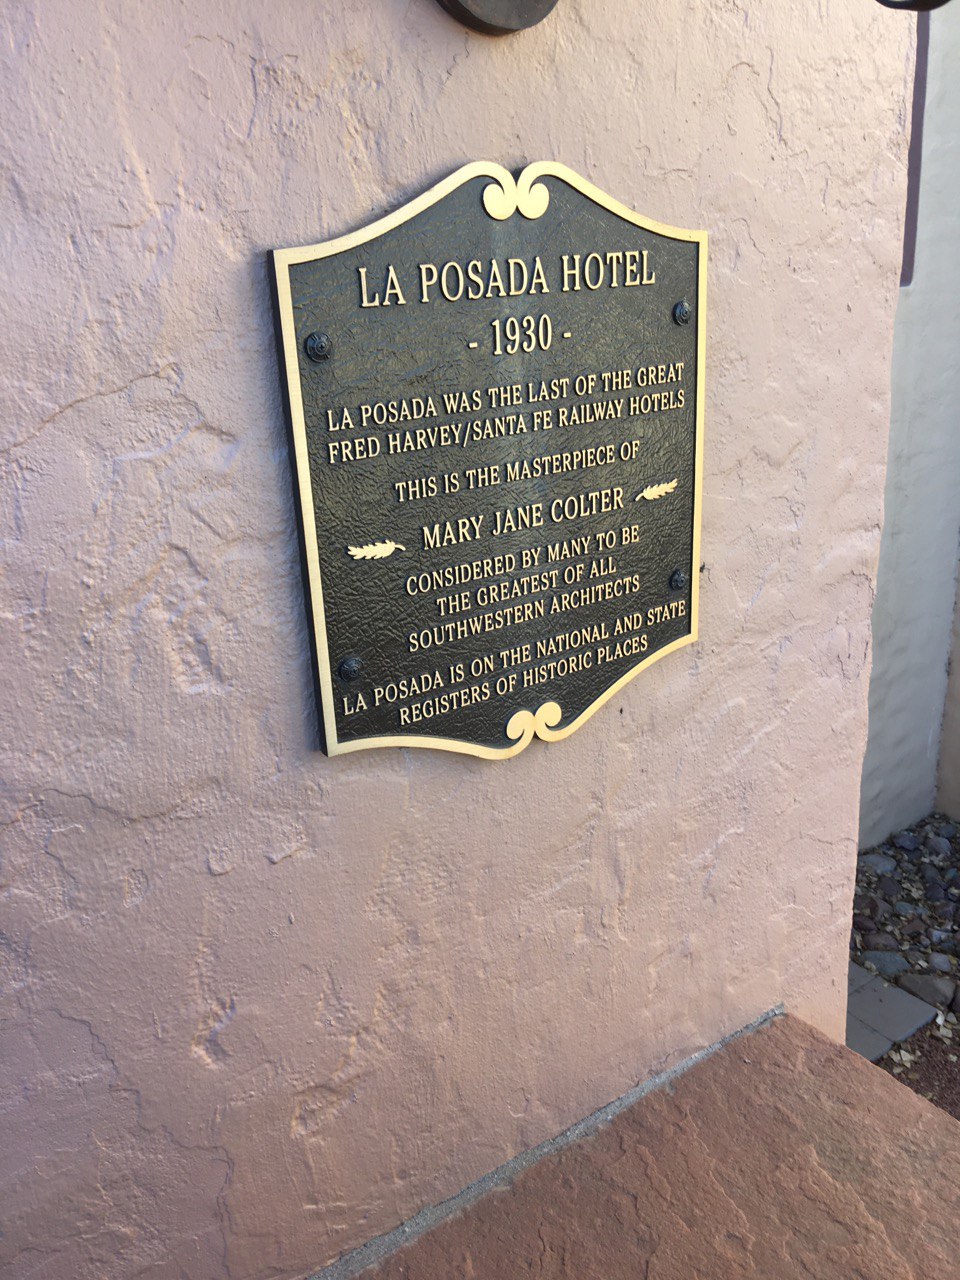 LA POSADA HOTEL
- 1930 -
LA POSADA WAS THE LAST OF THE GREAT
FRED HARVEY/SANTA FE RAILWAY HOTELS
THIS IS THE MASTERPIECE OF
MARY JANE COLTER
CONSIDERED BY MANY TO BE
THE GREATEST OF ALL
SOUTHWESTERN ARCHITECTS
LA POSADA IS ON THE NATIONAL AND STATE
REGISTERS OF HISTORIC PLACES